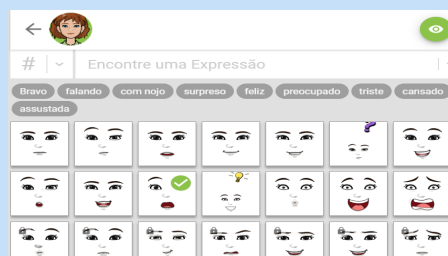 # Encontre uma Expressão
Bravo falando com nojo surpreso feliz preocupado triste cansado
assustada